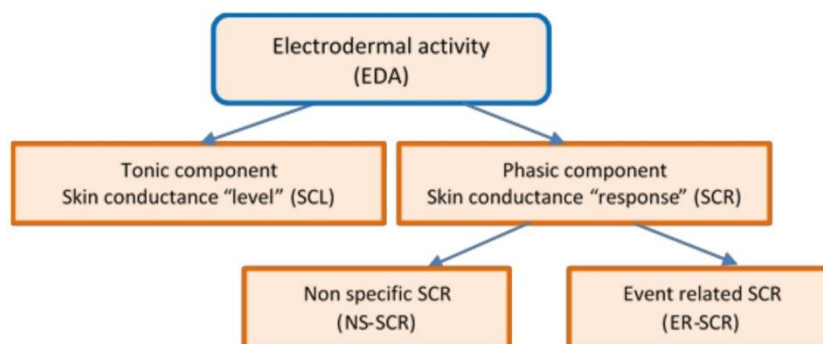 Electrodermal activity
(EDA)
Tonic component
Skin conductance “level” (SCL)
Phasic component
Skin conductance “response” (SCR)
Non specific SCR
(NS-SCR)
Event related SCR
(ER-SCR)